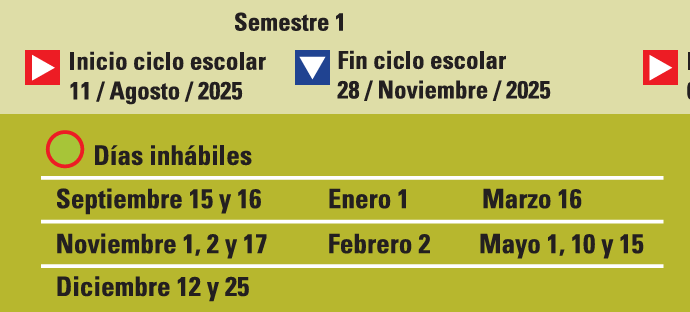 Semestre 1
Inicio ciclo escolar
11 / Agosto / 2025
Fin ciclo escolar
28 / Noviembre / 2025
Días inhábiles
Septiembre 15 y 16 Enero 1 Marzo 16
Noviembre 1, 2 y 17 Febrero 2 Mayo 1, 10 y 15
Diciembre 12 y 25